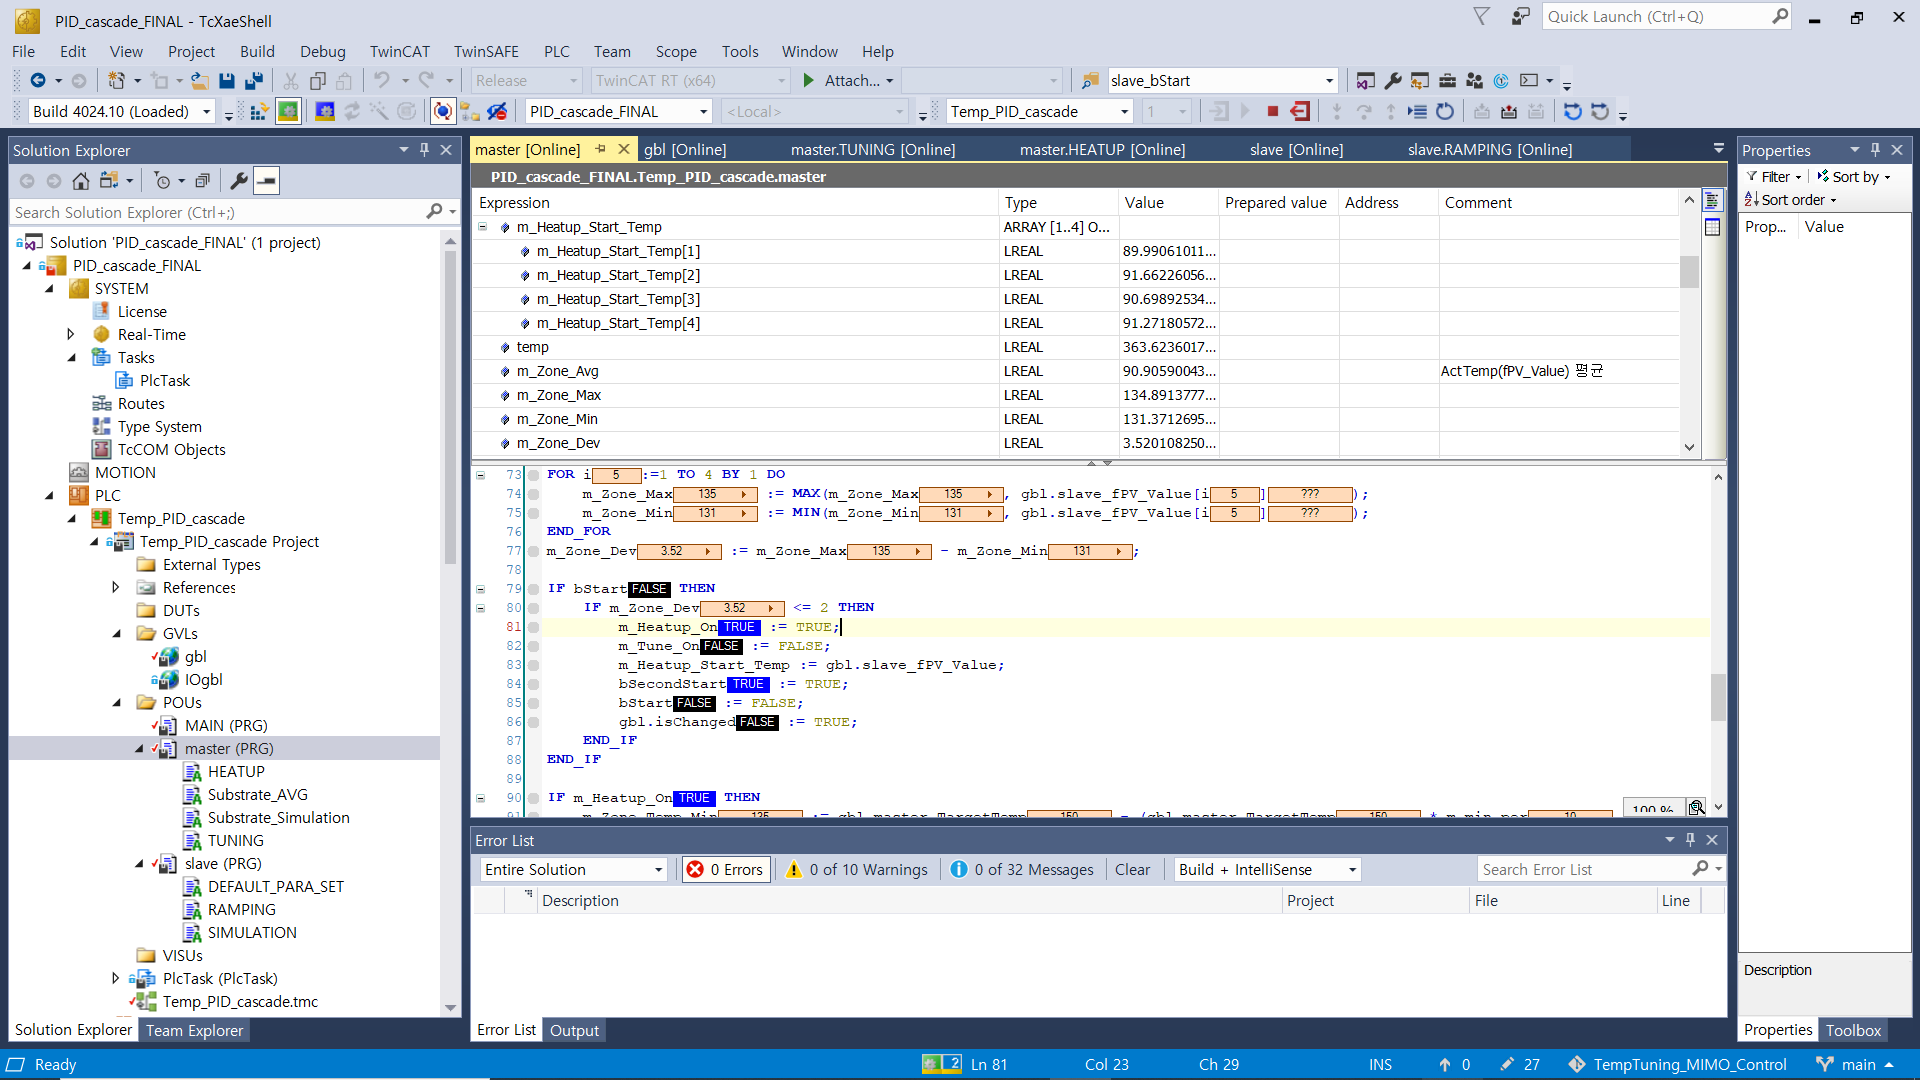 PID_cascade_FINAL - TcXaeShell
Quick Launch (Ctrl+Q)
File Edit View Project Build Debug TwinCAT TwinSAFE PLC Team Scope Tools Window Help
Release TwinCAT RT (x64) Attach... slave_bStart
Build 4024.10 (Loaded) PID_cascade_FINAL <Local> Temp_PID_cascade 1
Solution Explorer
Search Solution Explorer (Ctrl+;)
Solution 'PID_cascade_FINAL' (1 project)
PID_cascade_FINAL
SYSTEM
License
Real-Time
Tasks
PlcTask
Routes
Type System
TcCOM Objects
MOTION
PLC
Temp_PID_cascade
Temp_PID_cascade Project
External Types
References
DUTs
GVLs
gbl
IOgbl
POUs
MAIN (PRG)
master (PRG)
HEATUP
Substrate_AVG
Substrate_Simulation
TUNING
slave (PRG)
DEFAULT_PARA_SET
RAMPING
SIMULATION
VISUs
PlcTask (PlcTask)
Temp_PID_cascade.tmc
Solution Explorer Team Explorer
master [Online] gbl [Online] master.TUNING [Online] master.HEATUP [Online] slave [Online] slave.RAMPING [Online]
PID_cascade_FINAL.Temp_PID_cascade.master
Expression Type Value Prepared value Address Comment
m_Heatup_Start_Temp ARRAY [1..4] O...
m_Heatup_Start_Temp[1] LREAL 89.99061011...
m_Heatup_Start_Temp[2] LREAL 91.66226056...
m_Heatup_Start_Temp[3] LREAL 90.69892534...
m_Heatup_Start_Temp[4] LREAL 91.27180572...
temp LREAL 363.6236017...
m_Zone_Avg LREAL 90.90590043... ActTemp(fPV_Value) 평균
m_Zone_Max LREAL 134.8913777...
m_Zone_Min LREAL 131.3712695...
m_Zone_Dev LREAL 3.520108250...
73 FOR i 5 :=1 TO 4 BY 1 DO
74 m_Zone_Max 135 := MAX(m_Zone_Max 135 , gbl.slave_fPV_Value[i 5 ] ??? );
75 m_Zone_Min 131 := MIN(m_Zone_Min 131 , gbl.slave_fPV_Value[i 5 ] ??? );
76 END_FOR
77 m_Zone_Dev 3.52 := m_Zone_Max 135 - m_Zone_Min 131 ;
78
79 IF bStart FALSE THEN
80 IF m_Zone_Dev 3.52 <= 2 THEN
81 m_Heatup_On TRUE := TRUE;
82 m_Tune_On FALSE := FALSE;
83 m_Heatup_Start_Temp := gbl.slave_fPV_Value;
84 bSecondStart TRUE := TRUE;
85 bStart FALSE := FALSE;
86 gbl.isChanged FALSE := TRUE;
87 END_IF
88 END_IF
89
90 IF m_Heatup_On TRUE THEN
91 m_Zone_Temp_Min 135 := gbl.master_TargetTemp 150 - (gbl.master_TargetTemp 150 * m_min_per 10
100 %
Error List
Entire Solution 0 Errors 0 of 10 Warnings 0 of 32 Messages Clear Build + IntelliSense Search Error List
Description Project File Line
Error List Output
Properties
Filter Sort by
Sort order
Prop... Value
Description
Properties Toolbox
Ready 2 Ln 81 Col 23 Ch 29 INS 0 27 TempTuning_MIMO_Control main